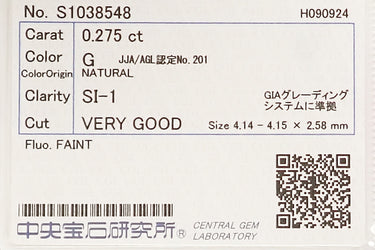 No. S1038548 H090924
Carat 0.275 ct
Color G JJA/AGL認定No.201
ColorOrigin NATURAL
Clarity SI-1 GIAグレーディング
システムに準拠
Cut VERY GOOD Size 4.14 - 4.15 × 2.58 mm
Fluo. FAINT
中央宝石研究所® CENTRAL GEM
LABORATORY